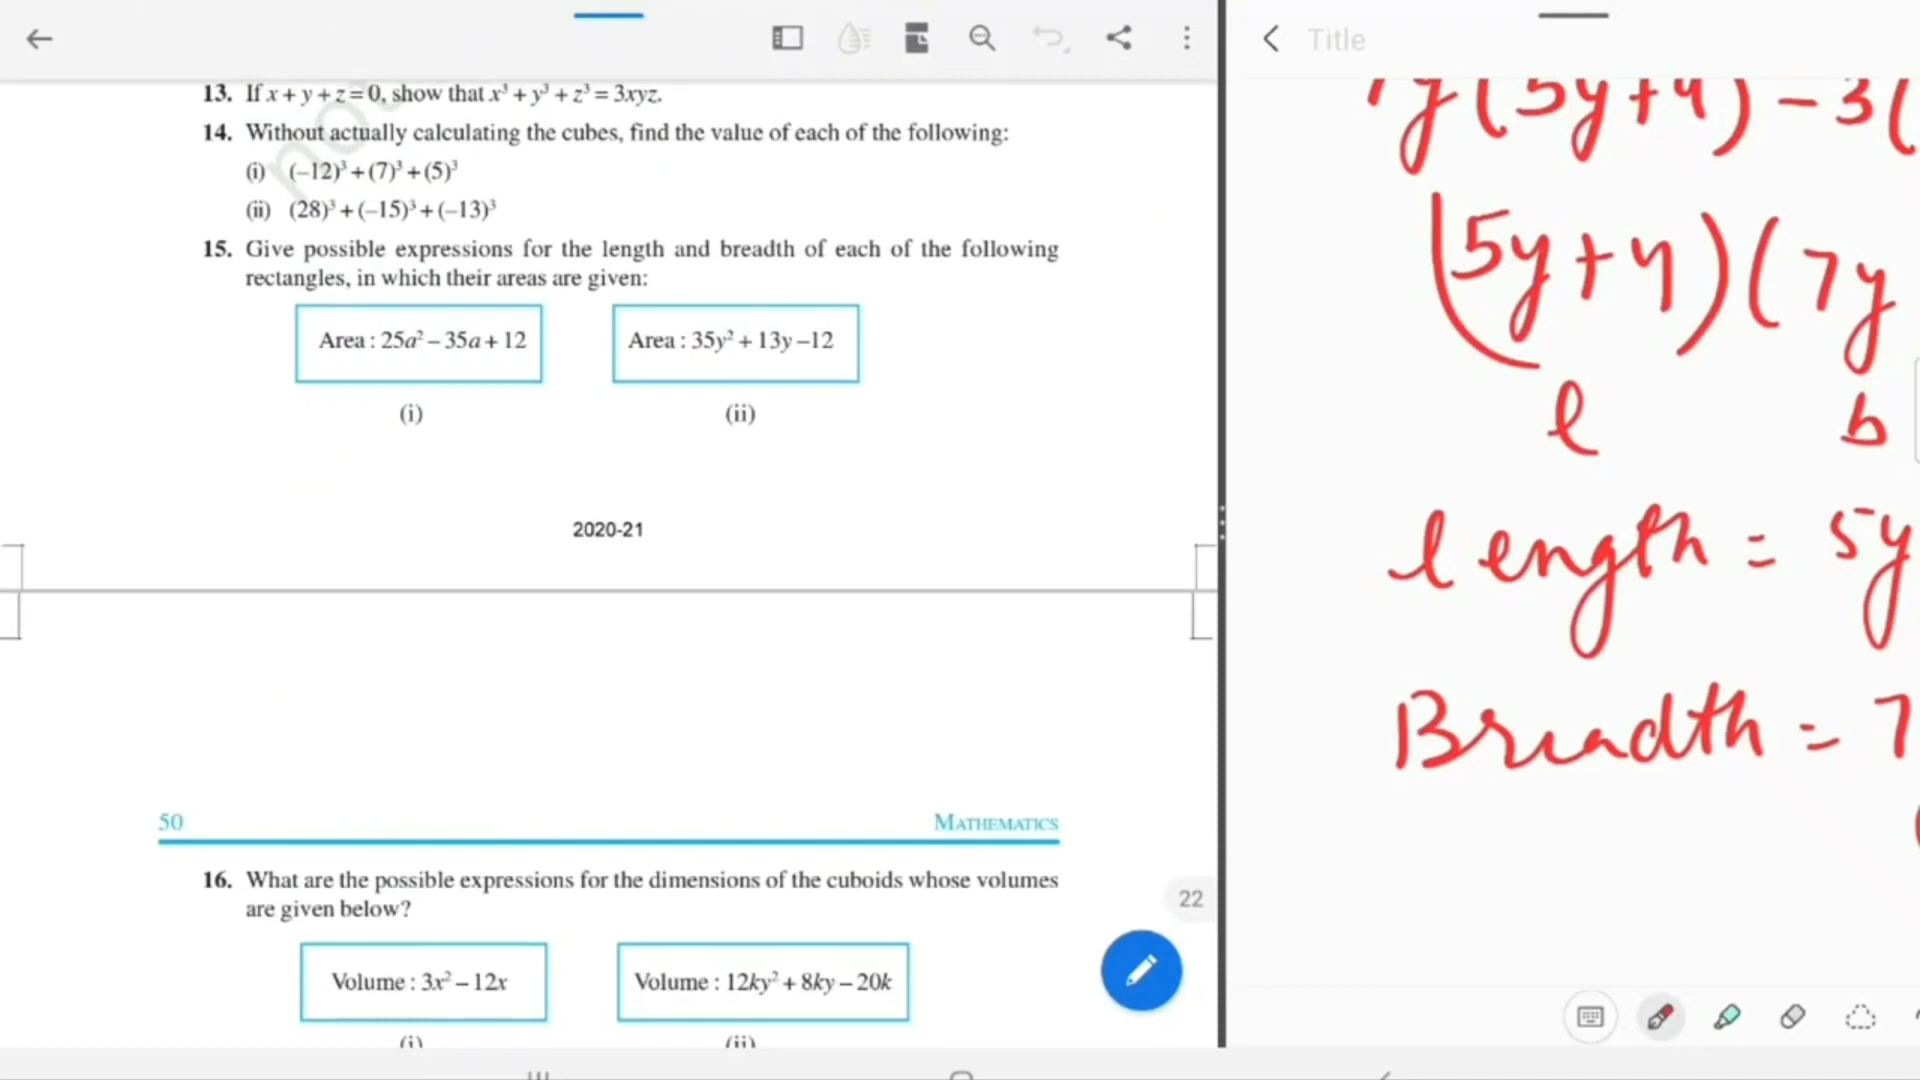 Title
13. If x + y + z = 0, show that x³ + y³ + z³ = 3xyz.
14. Without actually calculating the cubes, find the value of each of the following:
(i) (–12)³ + (7)³ + (5)³
(ii) (28)³ + (–15)³ + (–13)³
15. Give possible expressions for the length and breadth of each of the following
rectangles, in which their areas are given:
Area : 25a² – 35a + 12
Area : 35y² + 13y –12
(i)
(ii)
2020-21
50
MATHEMATICS
16. What are the possible expressions for the dimensions of the cuboids whose volumes
are given below?
Volume : 3x² – 12x
Volume : 12ky² + 8ky – 20k
(i)
(ii)
22
7y(5y+4)-3(
(5y+4)(7y
l
b
length = 5y
Breadth = 7